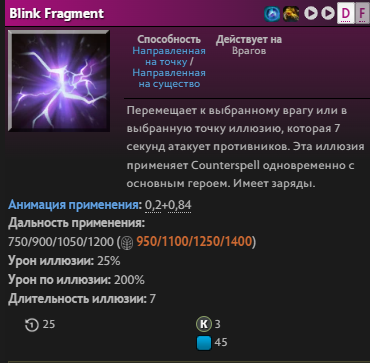 Blink Fragment
D F
Способность
Направленная
на точку /
Направленная
на существо
Действует на
Врагов
Перемещает к выбранному врагу или в
выбранную точку иллюзию, которая 7
секунд атакует противников. Эта иллюзия
применяет Counterspell одновременно с
основным героем. Имеет заряды.
Анимация применения: 0,2+0,84
Дальность применения:
750/900/1050/1200 (950/1100/1250/1400)
Урон иллюзии: 25%
Урон по иллюзии: 200%
Длительность иллюзии: 7
25
K 3
45